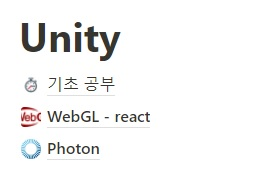 Unity
기초 공부
WebGL - react
Photon